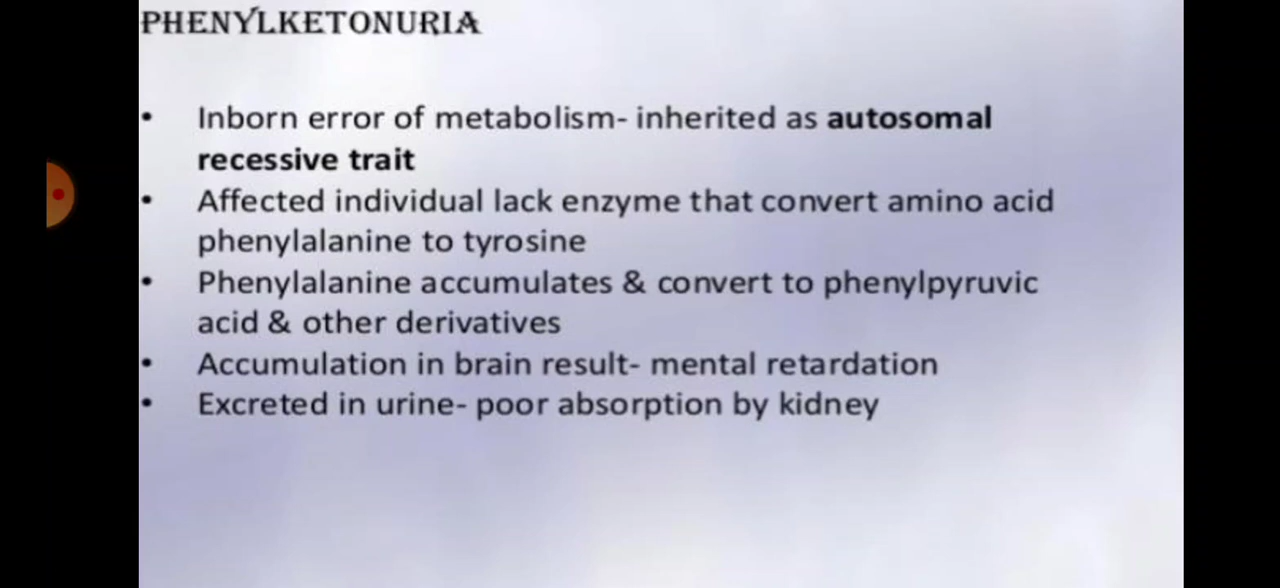 PHENYLKETONURIA
• Inborn error of metabolism- inherited as autosomal
recessive trait
• Affected individual lack enzyme that convert amino acid
phenylalanine to tyrosine
• Phenylalanine accumulates & convert to phenylpyruvic
acid & other derivatives
• Accumulation in brain result- mental retardation
• Excreted in urine- poor absorption by kidney